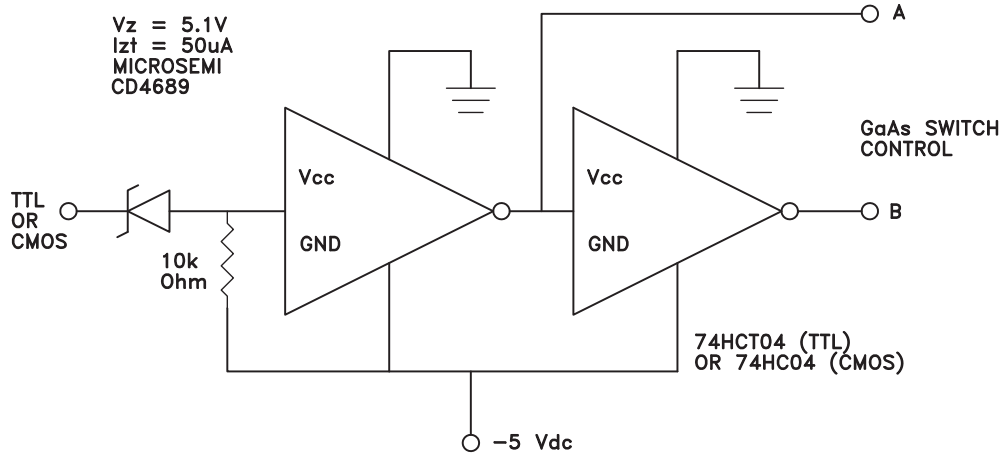 A
Vz = 5.1V
Izt = 50uA
MICROSEMI
CD4689
GaAs SWITCH
CONTROL
Vcc
Vcc
TTL
OR
CMOS
B
GND
GND
10k
Ohm
74HCT04 (TTL)
OR 74HC04 (CMOS)
-5 Vdc